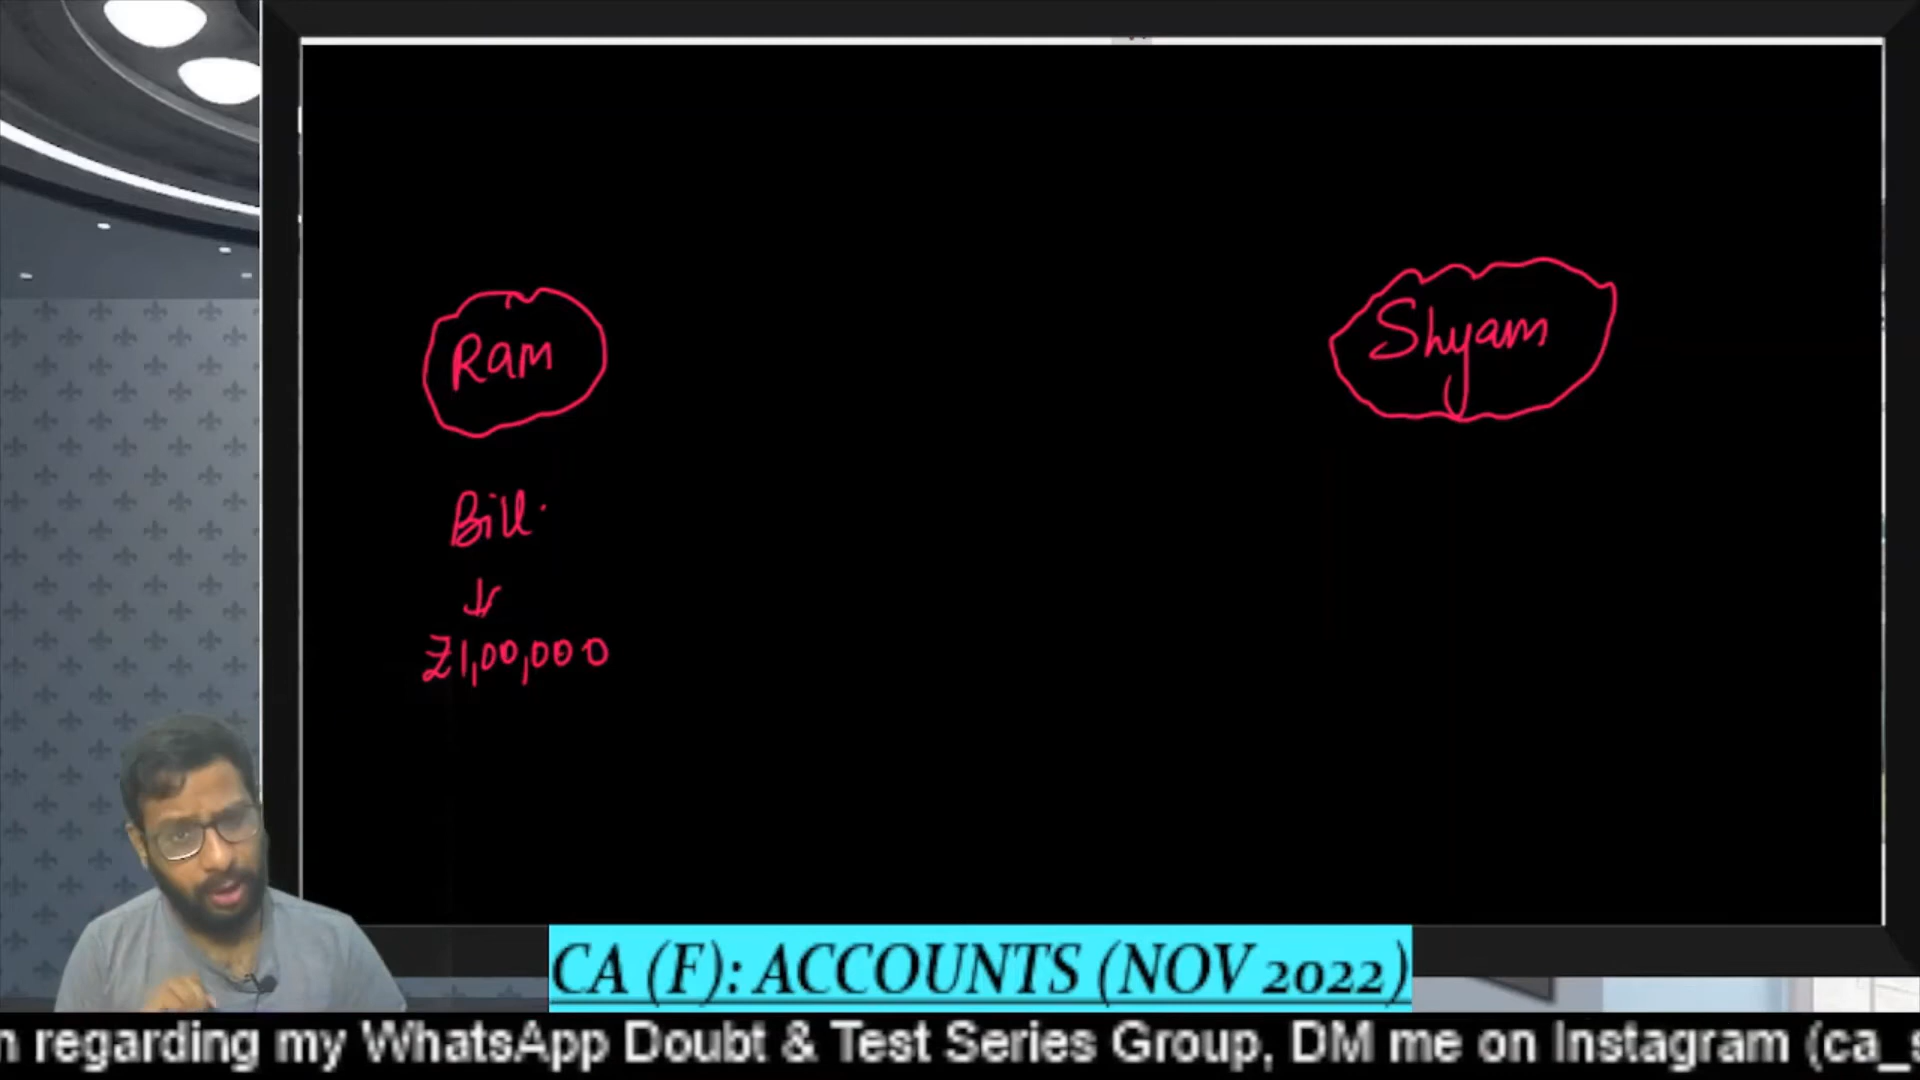 Ram
Shyam
Bill
↓
₹1,00,000
CA (F): ACCOUNTS (NOV 2022)
regarding my WhatsApp Doubt & Test Series Group, DM me on Instagram (ca_